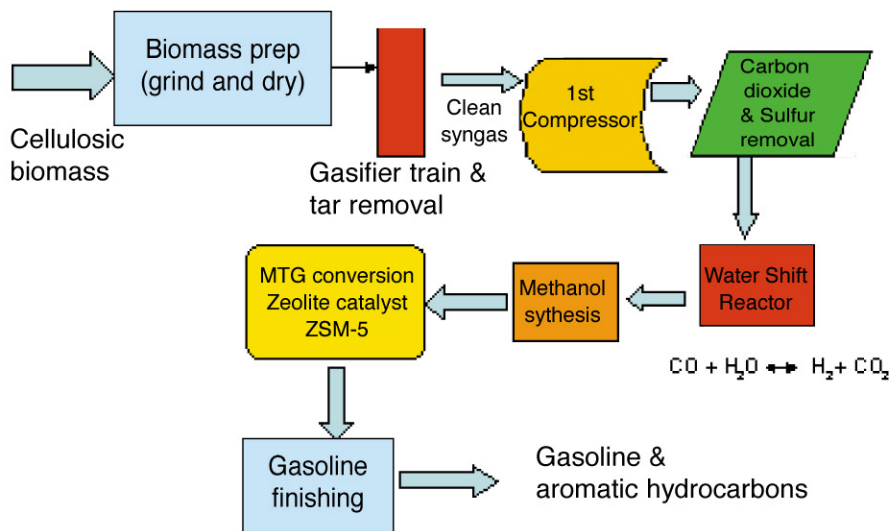 Biomass prep
(grind and dry)
Cellulosic
biomass
Gasifier train &
tar removal
Clean
syngas
1st
Compressor
Carbon
dioxide
& Sulfur
removal
Water Shift
Reactor
CO + H₂O ↔ H₂ + CO₂
Methanol
sythesis
MTG conversion
Zeolite catalyst
ZSM-5
Gasoline
finishing
Gasoline &
aromatic hydrocarbons